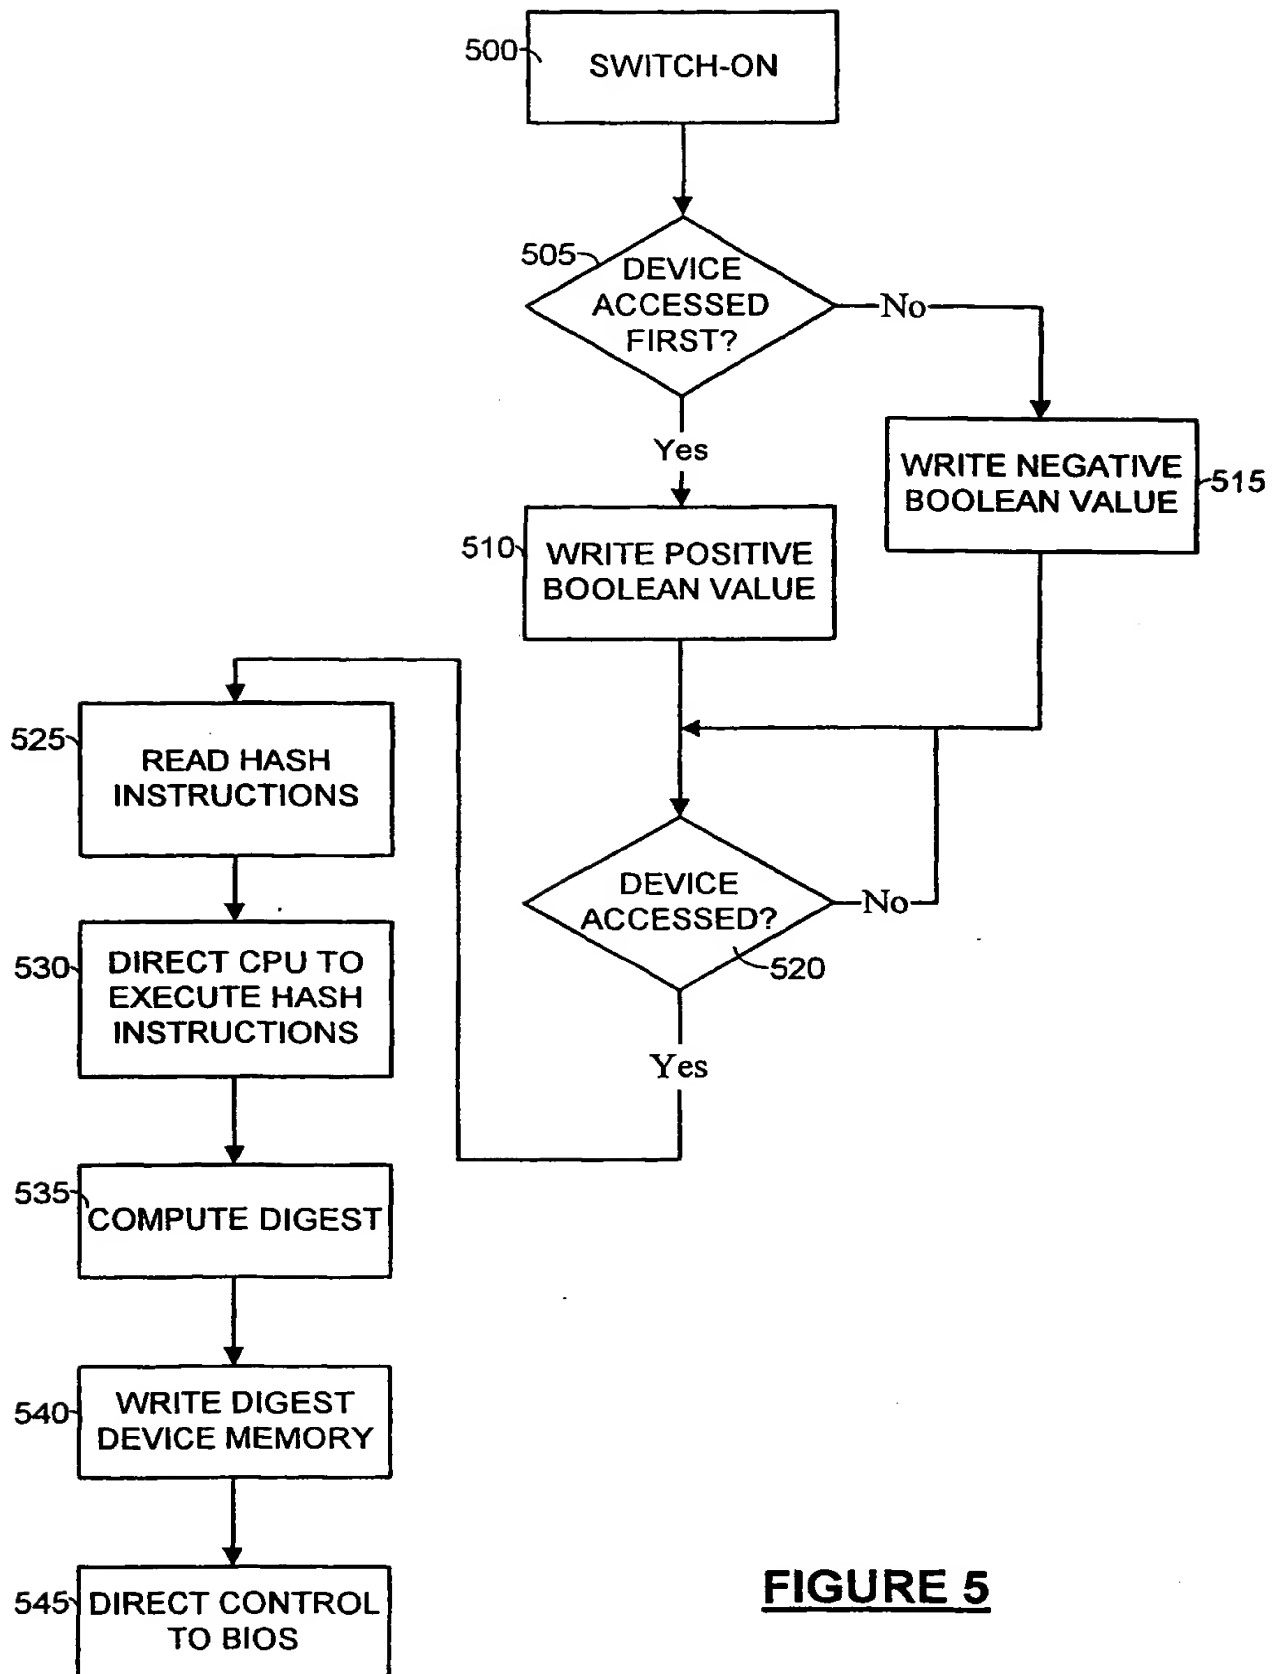 500
SWITCH-ON
505
DEVICE
ACCESSED
FIRST?
No
Yes
WRITE NEGATIVE
BOOLEAN VALUE
515
510
WRITE POSITIVE
BOOLEAN VALUE
525
READ HASH
INSTRUCTIONS
DEVICE
ACCESSED?
No
520
530
DIRECT CPU TO
EXECUTE HASH
INSTRUCTIONS
Yes
535
COMPUTE DIGEST
540
WRITE DIGEST
DEVICE MEMORY
545
DIRECT CONTROL
TO BIOS
FIGURE 5